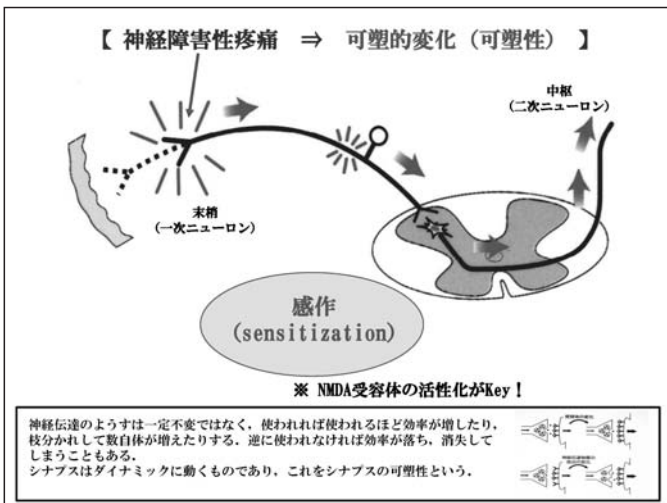 【 神経障害性疼痛 ⇒ 可塑的変化（可塑性） 】
中枢
（二次ニューロン）
末梢
（一次ニューロン）
感作
(sensitization)
※ NMDA受容体の活性化がKey！
神経伝達のようすは一定不変ではなく，使われれば使われるほど効率が増したり，
枝分かれして数自体が増えたりする．逆に使われなければ効率が落ち，消失して
しまうこともある．
シナプスはダイナミックに動くものであり，これをシナプスの可塑性という．